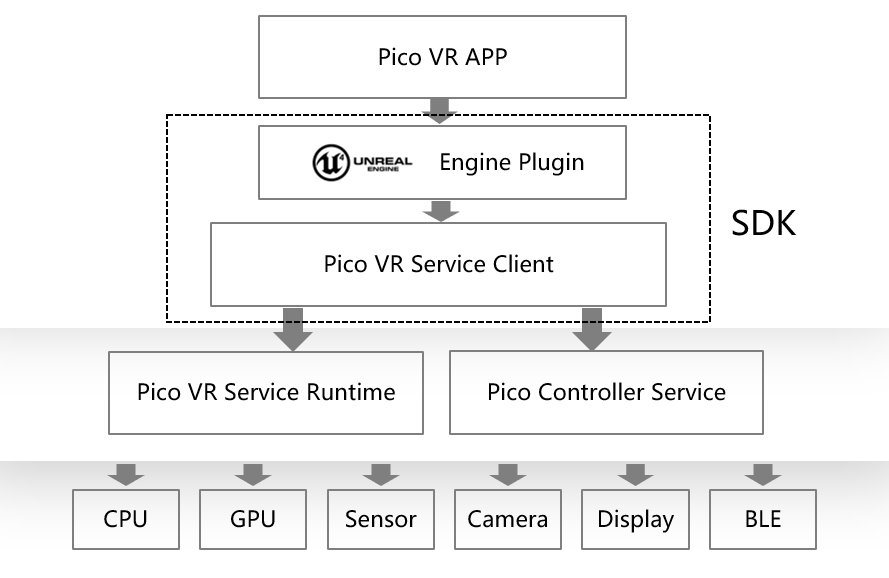 Pico VR APP
U4 UNREAL ENGINE Engine Plugin
SDK
Pico VR Service Client
Pico VR Service Runtime
Pico Controller Service
CPU
GPU
Sensor
Camera
Display
BLE